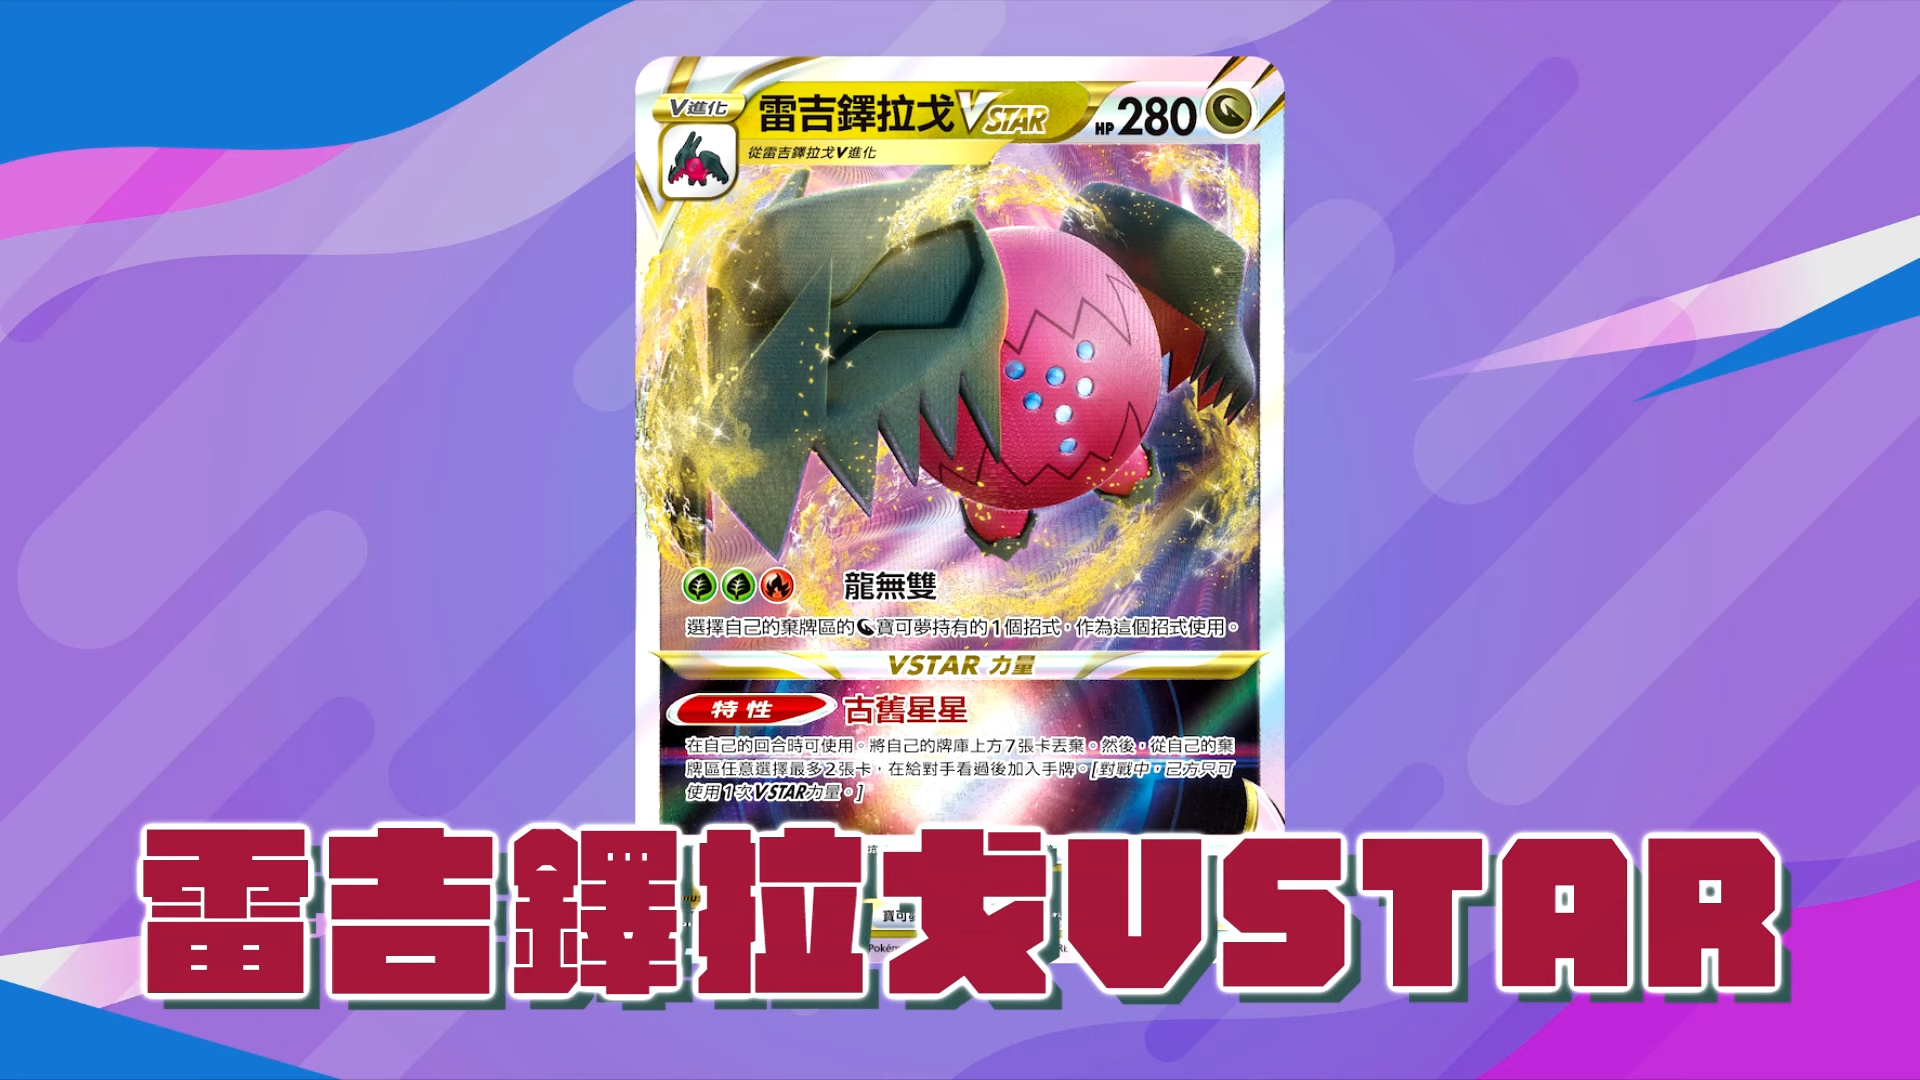 V進化
雷吉鐸拉戈VSTAR
HP 280
從雷吉鐸拉戈V進化
龍無雙
選擇自己的棄牌區的寶可夢持有的1個招式,作為這個招式使用。
VSTAR 力量
特性 古舊星星
在自己的回合時可使用。將自己的牌庫上方7張卡丟棄。然後,從自己的棄
牌區任意選擇最多2張卡,在給對手看過後加入手牌。[對戰中,己方只可
使用1次VSTAR力量。]
雷吉鐸拉戈VSTAR